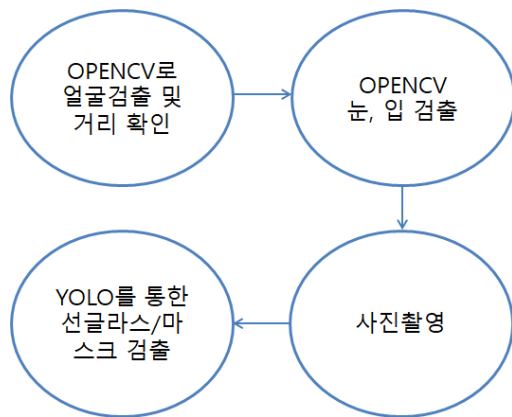 OPENCV로
얼굴검출 및
거리 확인
OPENCV
눈, 입 검출
사진촬영
YOLO를 통한
선글라스/마
스크 검출